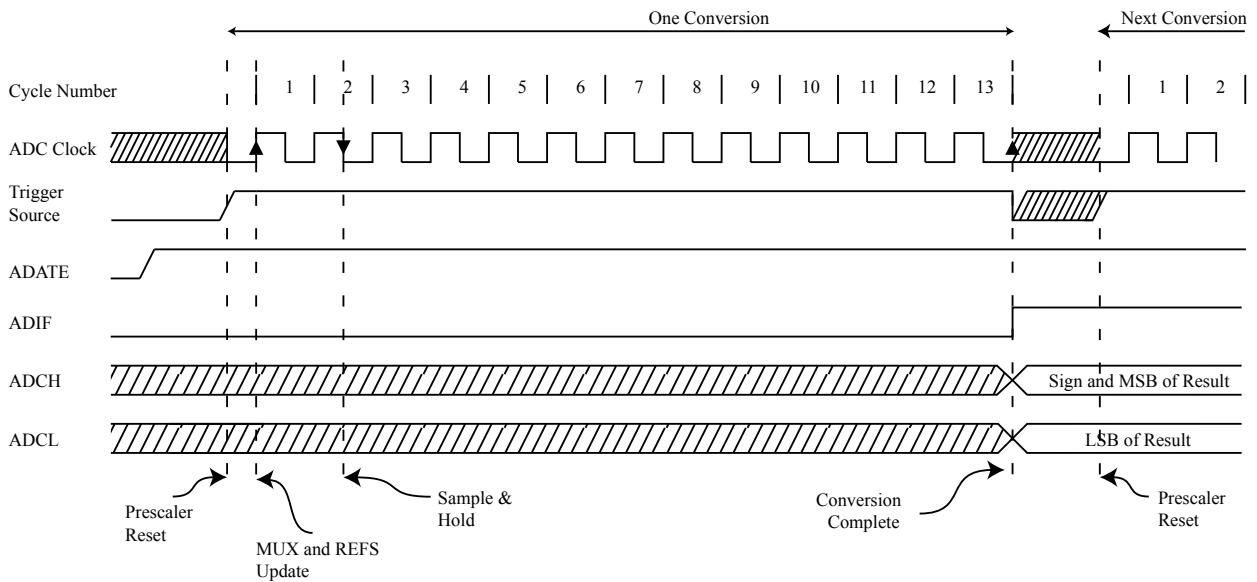 One Conversion
Next Conversion
Cycle Number
1 2 3 4 5 6 7 8 9 10 11 12 13 1 2
ADC Clock
Trigger
Source
ADATE
ADIF
ADCH
Sign and MSB of Result
ADCL
LSB of Result
Prescaler
Reset
MUX and REFS
Update
Sample &
Hold
Conversion
Complete
Prescaler
Reset